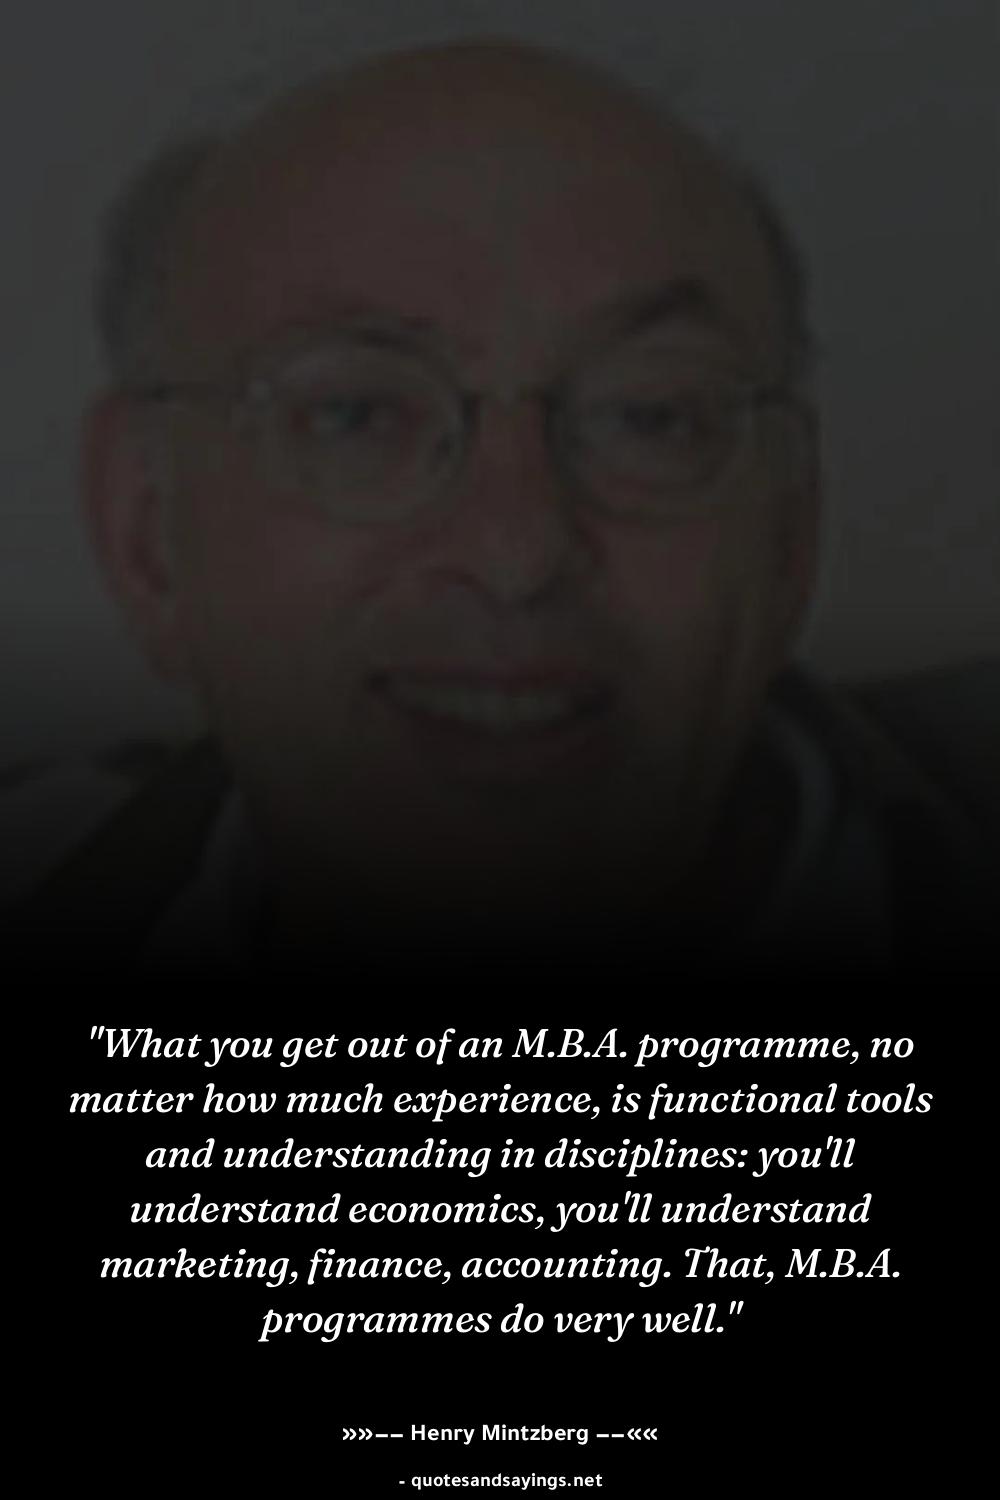 "What you get out of an M.B.A. programme, no
matter how much experience, is functional tools
and understanding in disciplines: you'll
understand economics, you'll understand
marketing, finance, accounting. That, M.B.A.
programmes do very well."
»»−− Henry Mintzberg −−««
- quotesandsayings.net